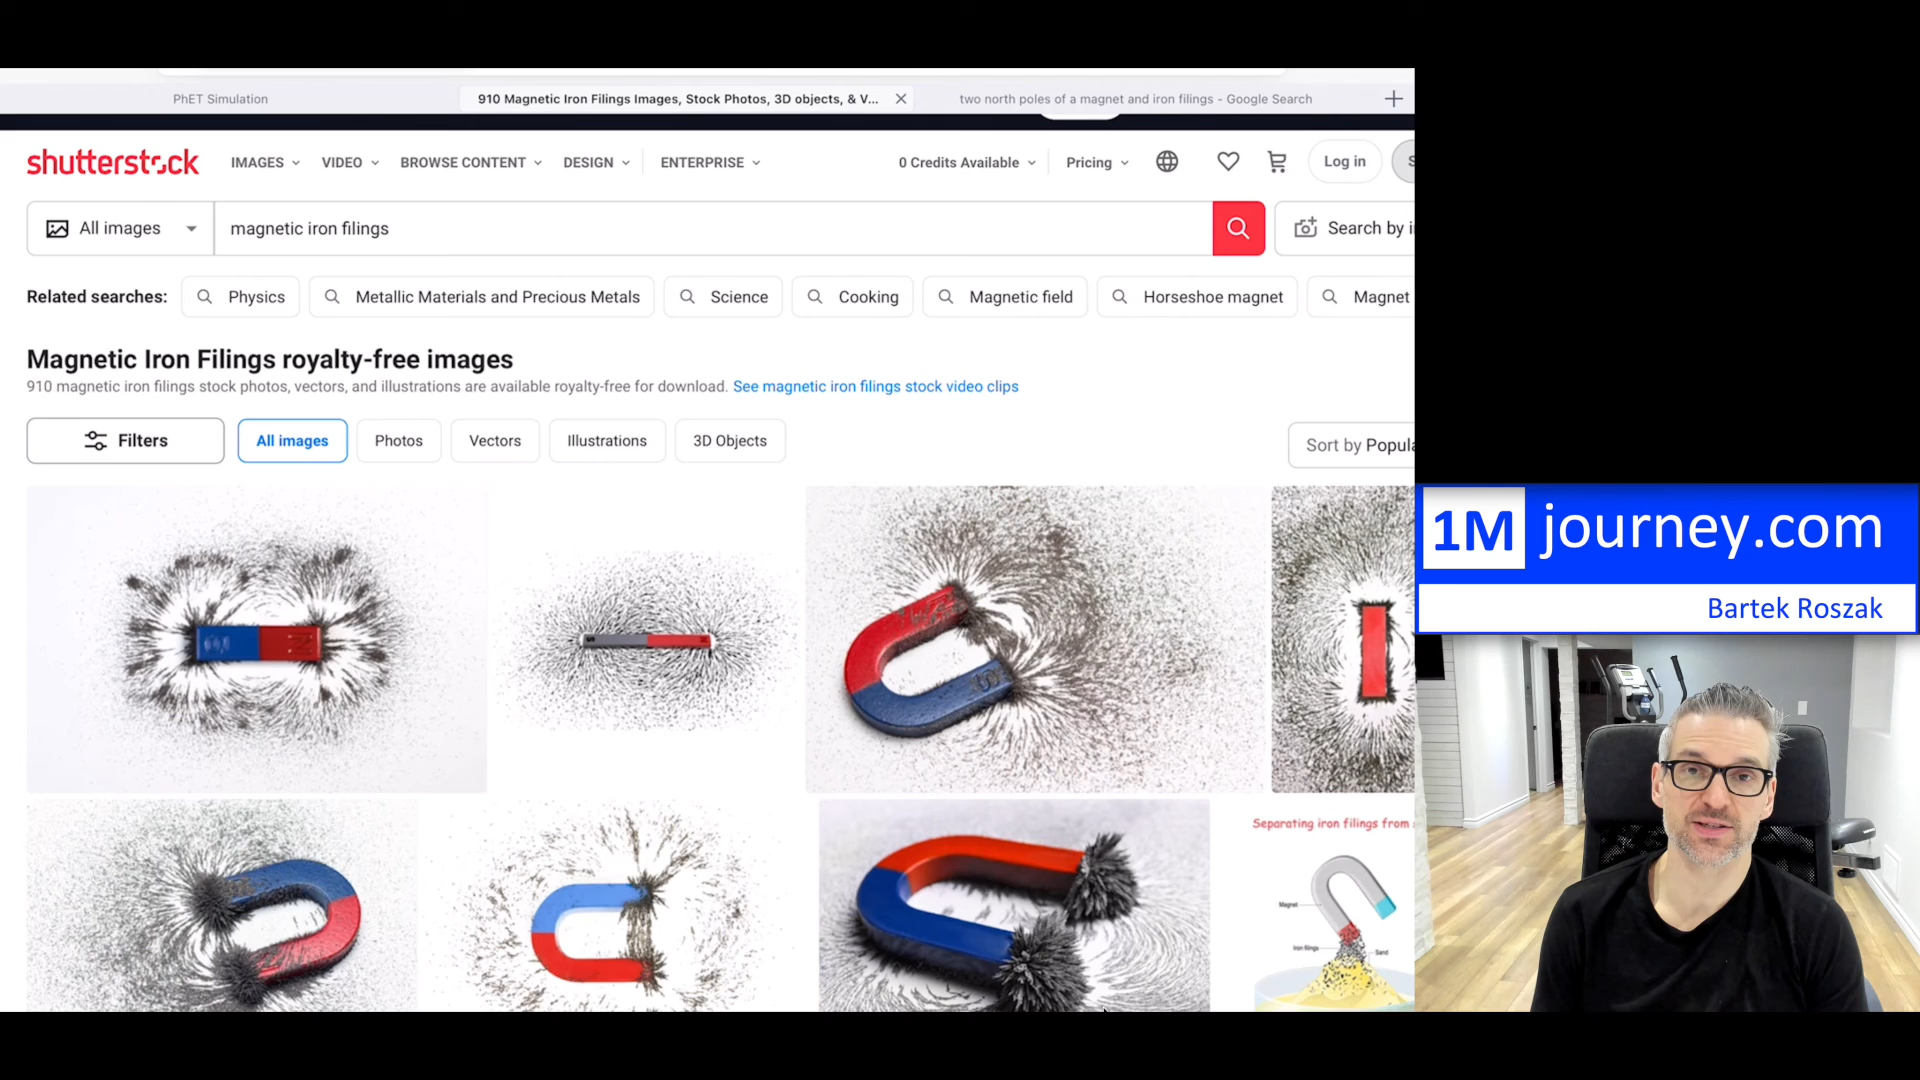 PhET Simulation
910 Magnetic Iron Filings Images, Stock Photos, 3D objects, & V...
two north poles of a magnet and iron filings - Google Search
shutterstock
IMAGES
VIDEO
BROWSE CONTENT
DESIGN
ENTERPRISE
0 Credits Available
Pricing
Log in
S
All images
magnetic iron filings
Search by i
Related searches:
Physics
Metallic Materials and Precious Metals
Science
Cooking
Magnetic field
Horseshoe magnet
Magnet
Magnetic Iron Filings royalty-free images
910 magnetic iron filings stock photos, vectors, and illustrations are available royalty-free for download. See magnetic iron filings stock video clips
Filters
All images
Photos
Vectors
Illustrations
3D Objects
Sort by Popula
1M journey.com
Bartek Roszak
S
N
S
Separating iron filings from
Magnet
Iron filings
Sand